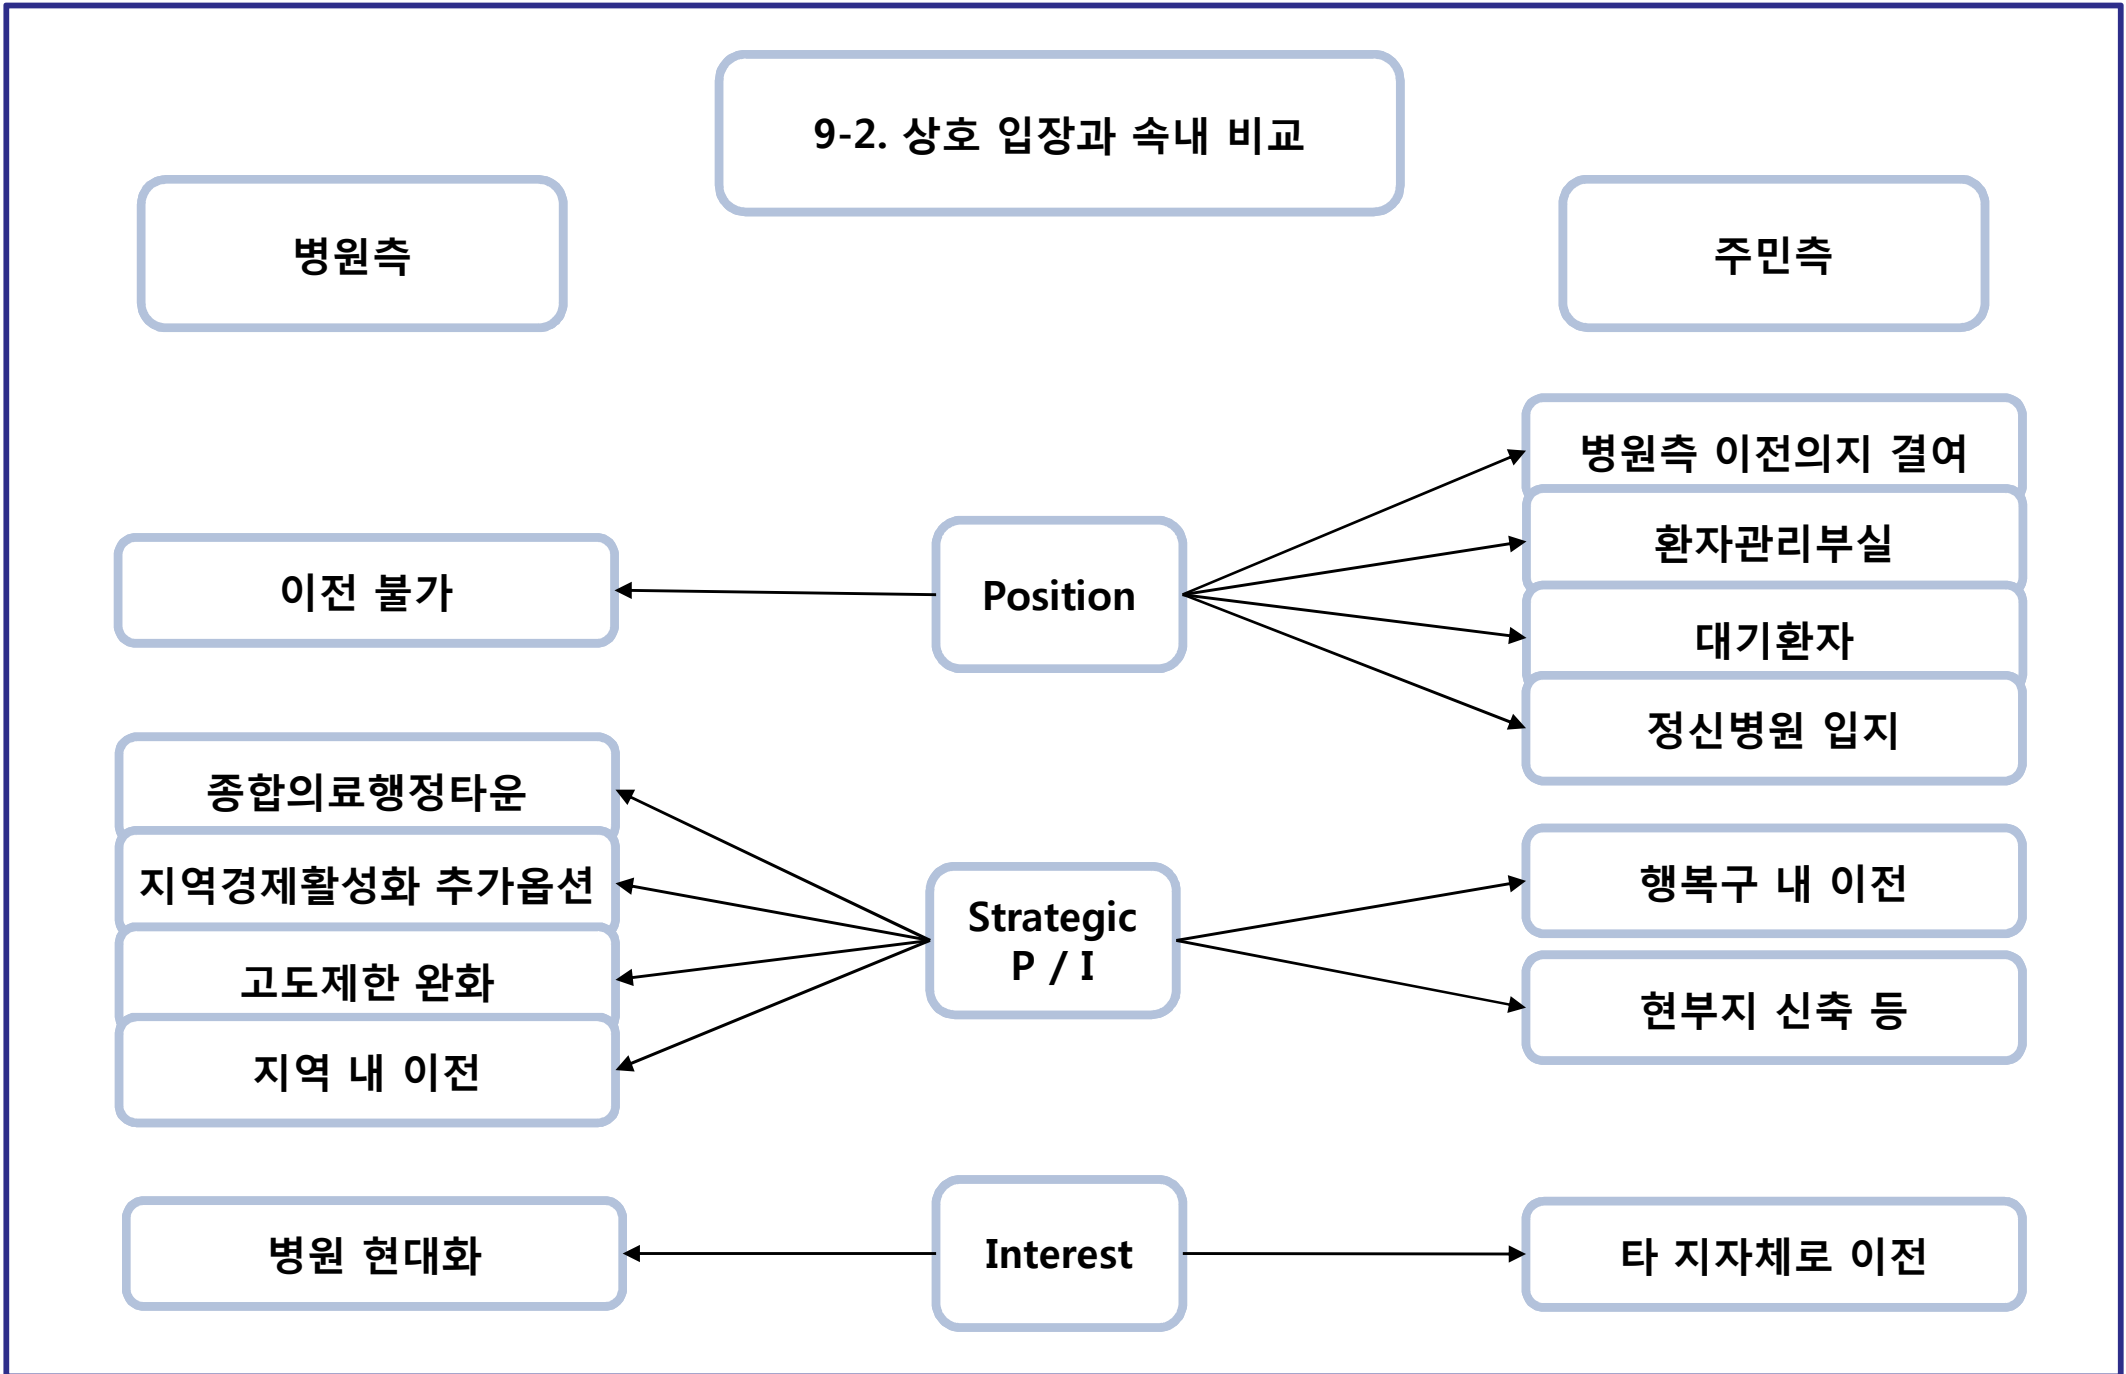 9-2. 상호 입장과 속내 비교
병원측
주민측
병원측 이전의지 결여
환자관리부실
이전 불가
Position
대기환자
정신병원 입지
종합의료행정타운
지역경제활성화 추가옵션
행복구 내 이전
Strategic
P / I
고도제한 완화
현부지 신축 등
지역 내 이전
병원 현대화
Interest
타 지자체로 이전